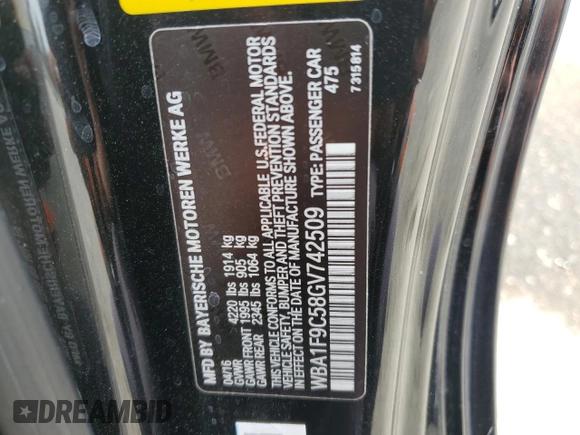 MFD BY BAYERISCHE MOTOREN WERKE AG
04/16
GVWR 4220 lbs 1914 kg
GAWR FRONT 1995 lbs 905 kg
GAWR REAR 2345 lbs 1064 kg
THIS VEHICLE CONFORMS TO ALL APPLICABLE U.S.FEDERAL MOTOR
VEHICLE SAFETY, BUMPER AND THEFT PREVENTION STANDARDS
IN EFFECT ON THE DATE OF MANUFACTURE SHOWN ABOVE.
WBA1F9C58GV742509 TYPE: PASSENGER CAR
475
7 315 814
BMW
BMW
BMW
DREAMBID